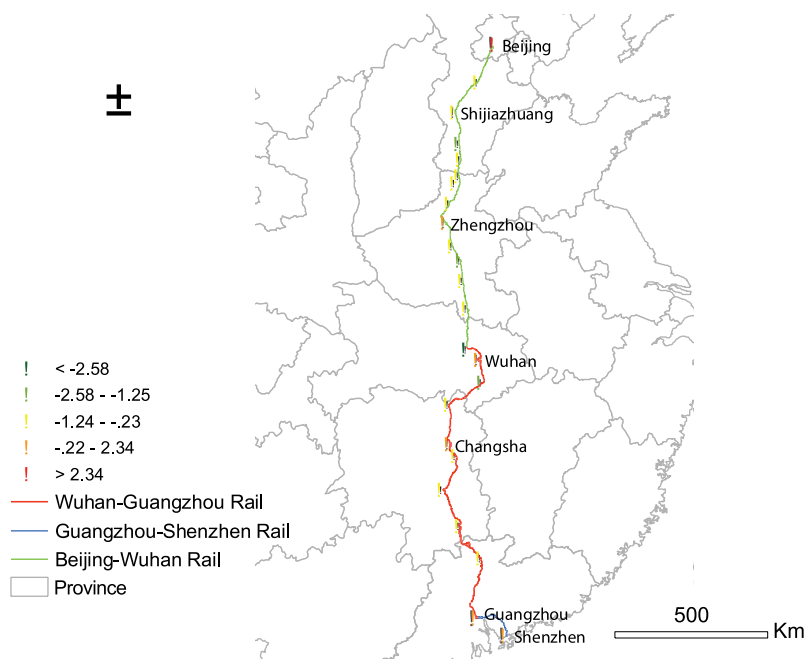 Beijing
±
Shijiazhuang
Zhengzhou
Wuhan
Changsha
Guangzhou
Shenzhen
< -2.58
-2.58 - -1.25
-1.24 - -.23
-.22 - 2.34
> 2.34
Wuhan-Guangzhou Rail
Guangzhou-Shenzhen Rail
Beijing-Wuhan Rail
Province
500
Km